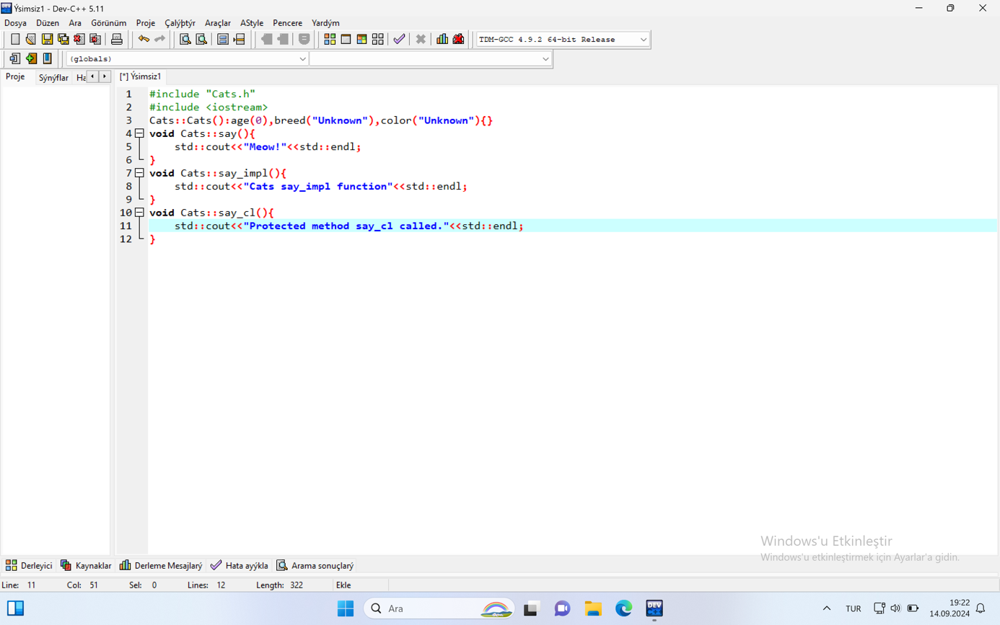 Ýsimsiz1 - Dev-C++ 5.11
Dosya Düzen Ara Görünüm Proje Çalýþtýr Araçlar AStyle Pencere Yardým
TDM-GCC 4.9.2 64-bit Release
(globals)
Proje Sýnýflar Ha [*] Ýsimsiz1
1 #include "Cats.h"
2 #include <iostream>
3 Cats::Cats():age(0),breed("Unknown"),color("Unknown"){}
4 void Cats::say(){
5 std::cout<<"Meow!"<<std::endl;
6 }
7 void Cats::say_impl(){
8 std::cout<<"Cats say_impl function"<<std::endl;
9 }
10 void Cats::say_cl(){
11 std::cout<<"Protected method say_cl called."<<std::endl;
12 }
Windows'u Etkinleştir
Windows'u etkinleştirmek için Ayarlar'a gidin.
Derleyici Kaynaklar Derleme Mesajlarý Hata ayýkla Arama sonuçlarý
Line: 11 Col: 51 Sel: 0 Lines: 12 Length: 322 Ekle
Ara DEV TUR 19:22
14.09.2024